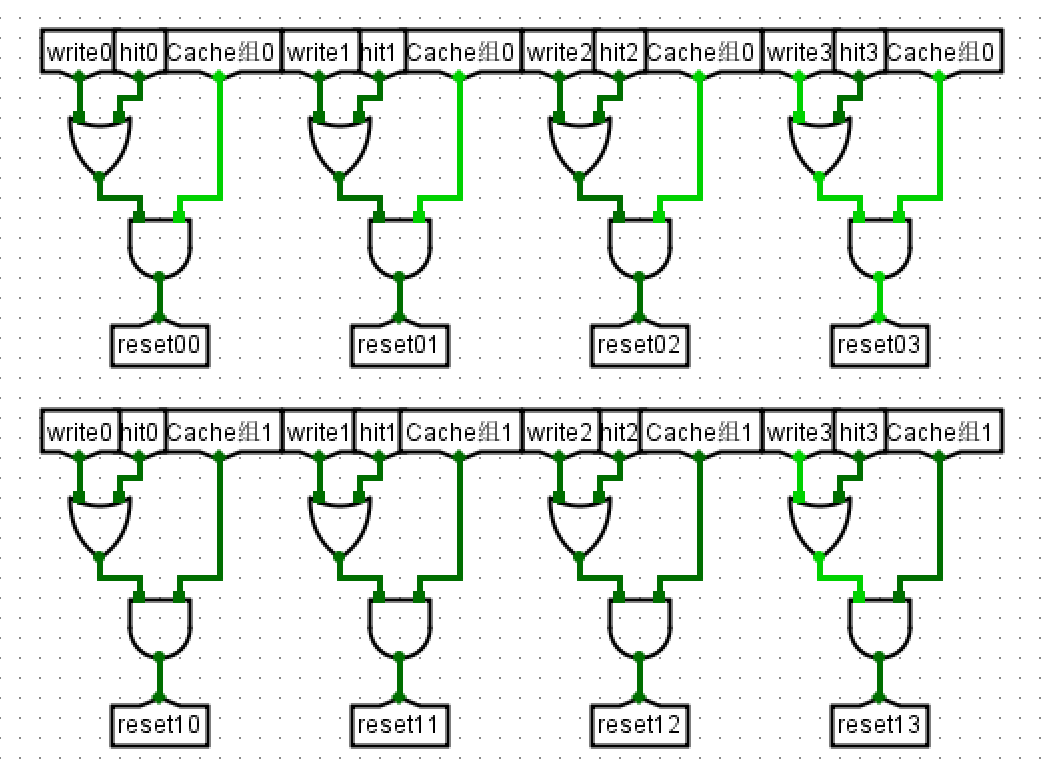 write0 hit0 Cache组0 write1 hit1 Cache组0 write2 hit2 Cache组0 write3 hit3 Cache组0
reset00 reset01 reset02 reset03
write0 hit0 Cache组1 write1 hit1 Cache组1 write2 hit2 Cache组1 write3 hit3 Cache组1
reset10 reset11 reset12 reset13